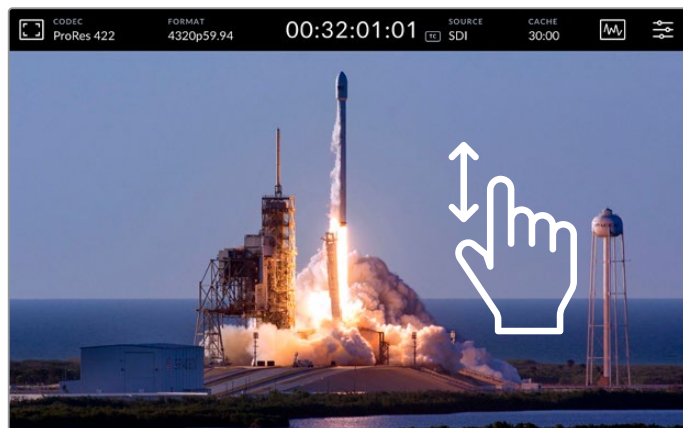 CODEC
ProRes 422
FORMAT
4320p59.94
00:32:01:01
TC
SOURCE
SDI
CACHE
30:00